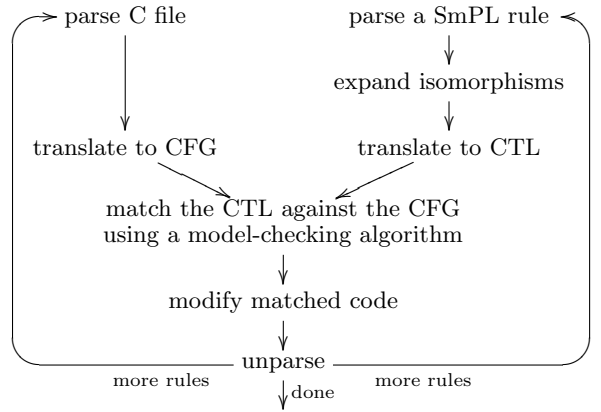 parse C file
parse a SmPL rule
expand isomorphisms
translate to CFG
translate to CTL
match the CTL against the CFG
using a model-checking algorithm
modify matched code
unparse
more rules
more rules
done